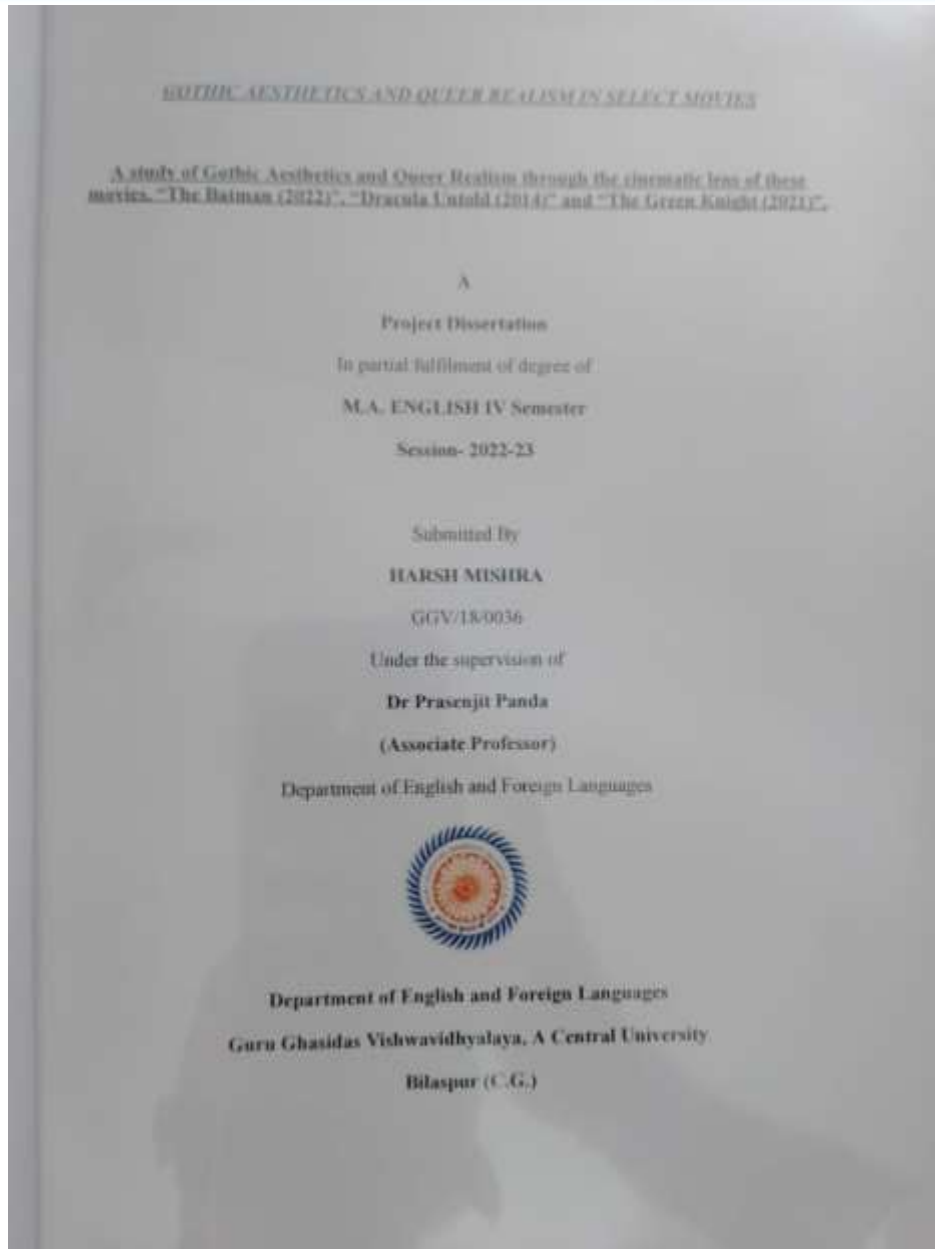 GOTHIC AESTHETICS AND QUEER REALISM IN SELECT MOVIES
A study of Gothic Aesthetics and Queer Realism through the cinematic lens of these
movies, "The Batman (2022)", "Dracula Untold (2014)" and "The Green Knight (2021)".
A
Project Dissertation
In partial fulfilment of degree of
M.A. ENGLISH IV Semester
Session- 2022-23
Submitted By
HARSH MISHRA
GGV/18/0036
Under the supervision of
Dr Prasenjit Panda
(Associate Professor)
Department of English and Foreign Languages
Department of English and Foreign Languages
Guru Ghasidas Vishwavidhyalaya, A Central University
Bilaspur (C.G.)